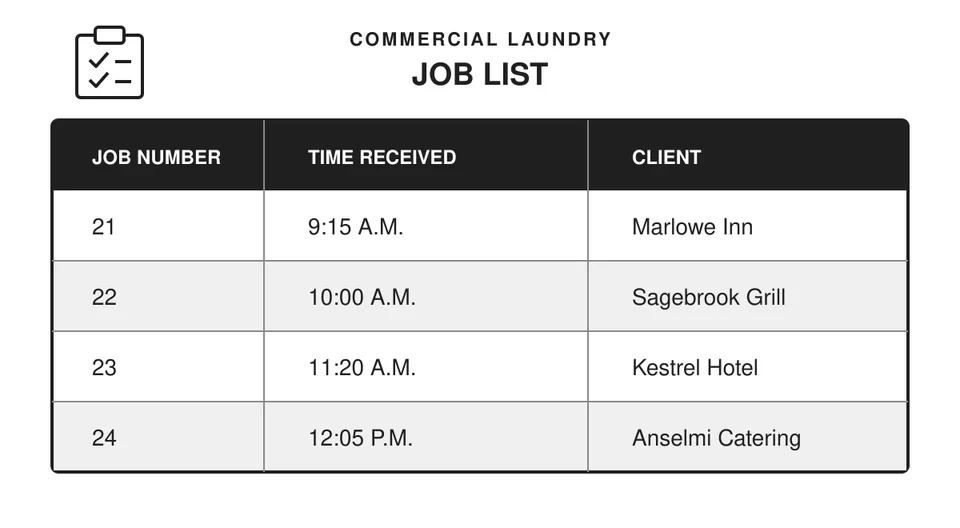 COMMERCIAL LAUNDRY
JOB LIST
JOB NUMBER TIME RECEIVED CLIENT
21 9:15 A.M. Marlowe Inn
22 10:00 A.M. Sagebrook Grill
23 11:20 A.M. Kestrel Hotel
24 12:05 P.M. Anselmi Catering